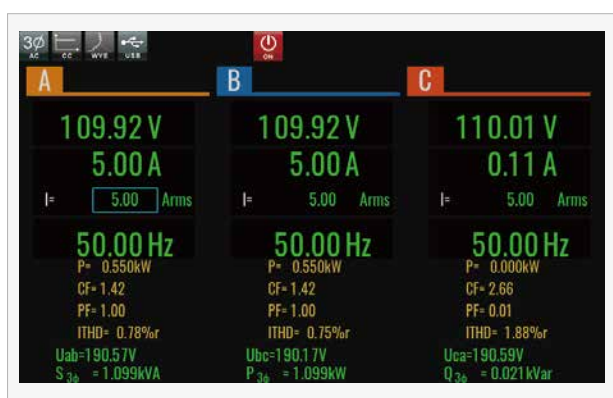 3Ø AC CC WVE USB ON
A B C
109.92 V 109.92 V 110.01 V
5.00 A 5.00 A 0.11 A
I= 5.00 Arms I= 5.00 Arms I= 5.00 Arms
50.00 Hz 50.00 Hz 50.00 Hz
P= 0.550kW P= 0.550kW P= 0.000kW
CF= 1.42 CF= 1.42 CF= 2.66
PF= 1.00 PF= 1.00 PF= 0.01
ITHD= 0.78%r ITHD= 0.75%r ITHD= 1.88%r
Uab=190.57V Ubc=190.17V Uca=190.59V
S3ϕ = 1.099kVA P3ϕ = 1.099kW Q3ϕ = 0.021kVar